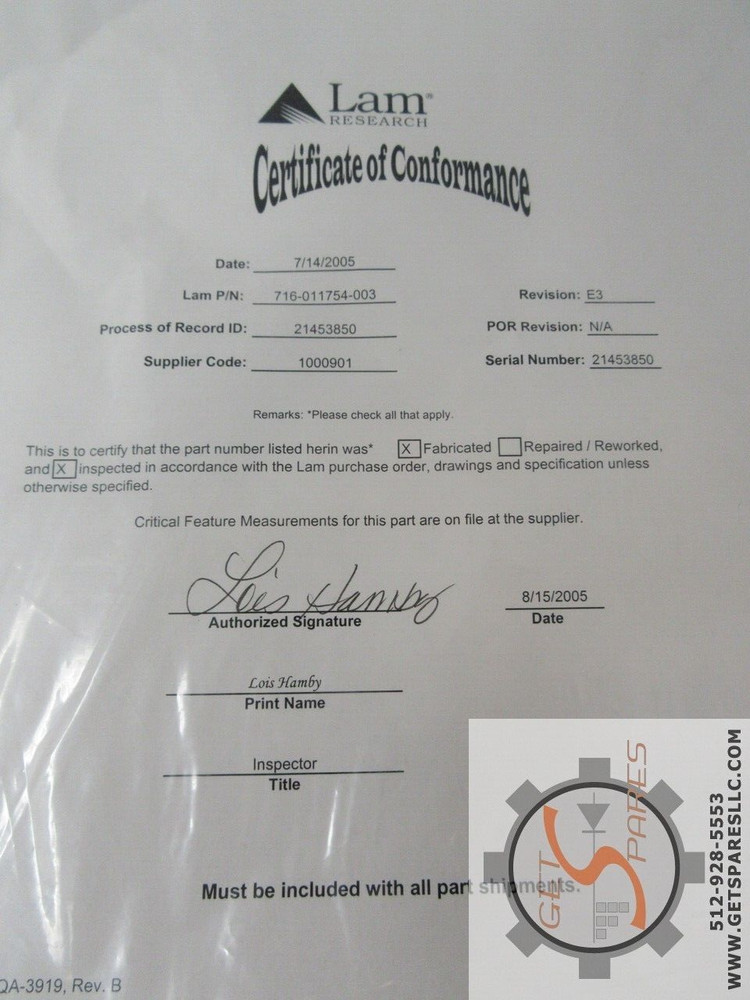 Lam®
RESEARCH
Certificate of Conformance
Date: 7/14/2005
Lam P/N: 716-011754-003 Revision: E3
Process of Record ID: 21453850 POR Revision: N/A
Supplier Code: 1000901 Serial Number: 21453850
Remarks: *Please check all that apply.
This is to certify that the part number listed herin was* X Fabricated Repaired / Reworked,
and X inspected in accordance with the Lam purchase order, drawings and specification unless
otherwise specified.
Critical Feature Measurements for this part are on file at the supplier.
Lois Hamby
8/15/2005
Authorized Signature Date
Lois Hamby
Print Name
Inspector
Title
Must be included with all part shipments.
QA-3919, Rev. B
GET SPARES
512-928-5553
WWW.GETSPARESLLC.COM